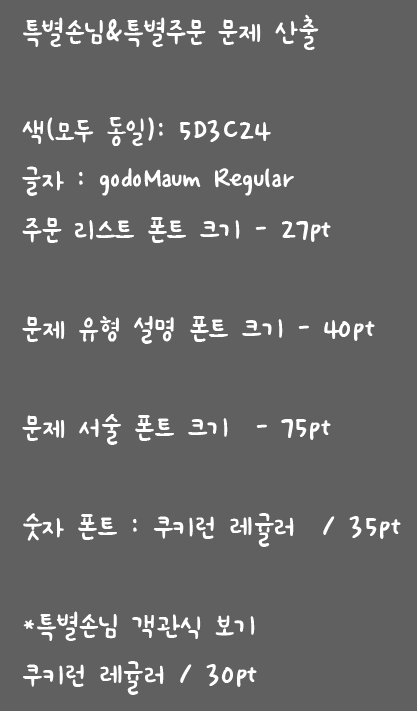 특별손님&특별주문 문제 산출
색(모두 동일): 5D3C24
글자 : godoMaum Regular
주문 리스트 폰트 크기 - 27pt
문제 유형 설명 폰트 크기 - 40pt
문제 서술 폰트 크기 - 75pt
숫자 폰트 : 쿠키런 레귤러 / 35pt
*특별손님 객관식 보기
쿠키런 레귤러 / 30pt